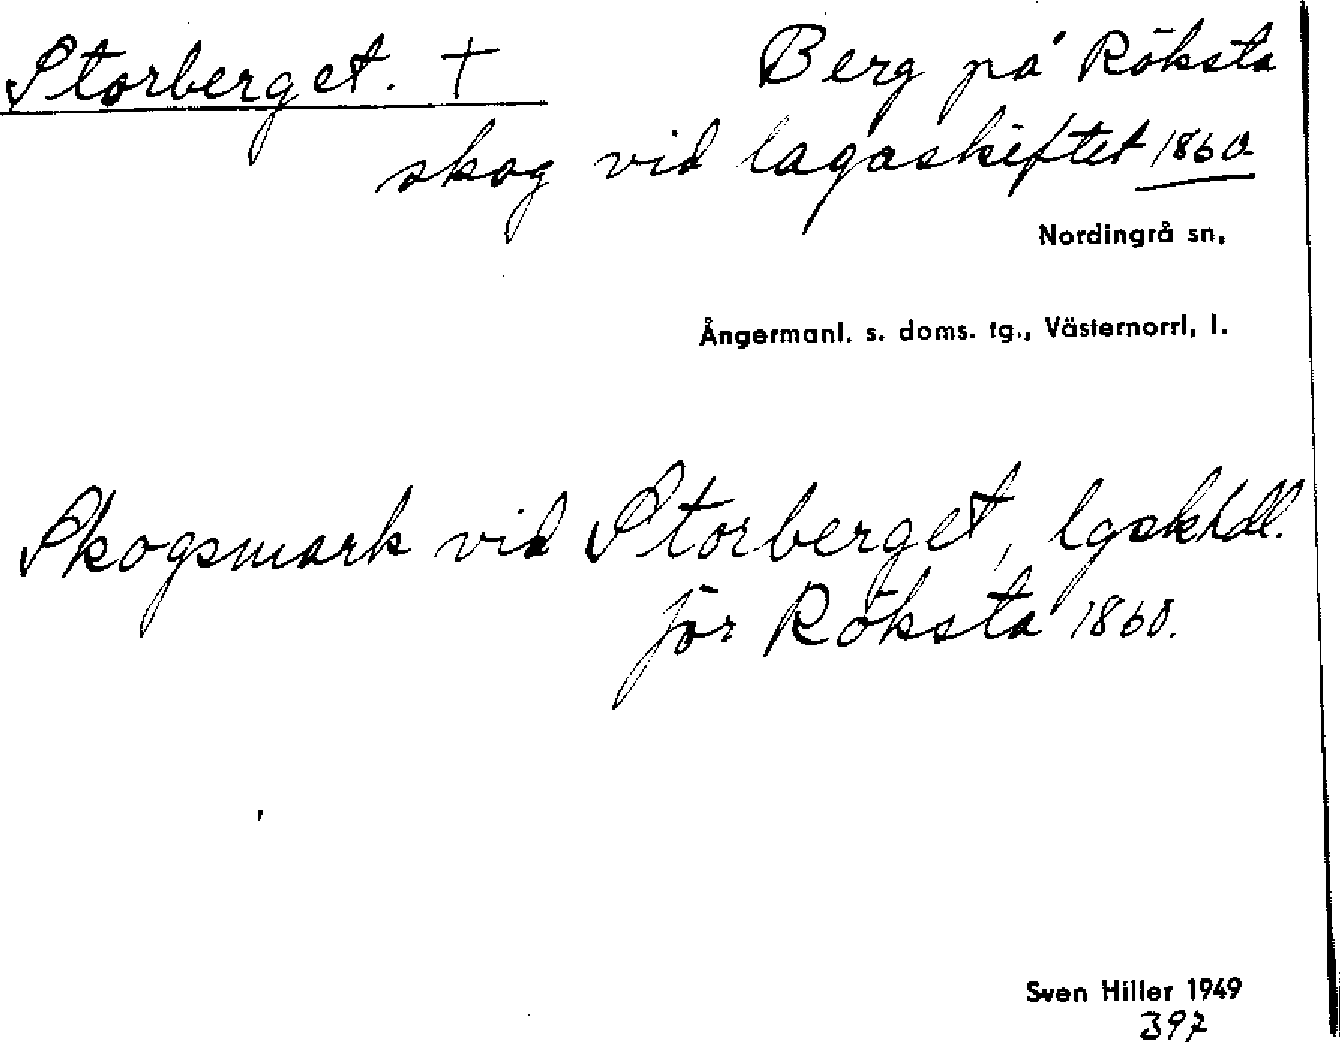 Storberget. † Berg på Röksta
skog vid lagaskiftet 1860.
Nordingrå sn,
Ångermanl. s. doms. tg., Västernorrl, l.
Skogsmark vid Storberget, lgskhdl.
för Röksta 1860.
Sven Hiller 1949
397